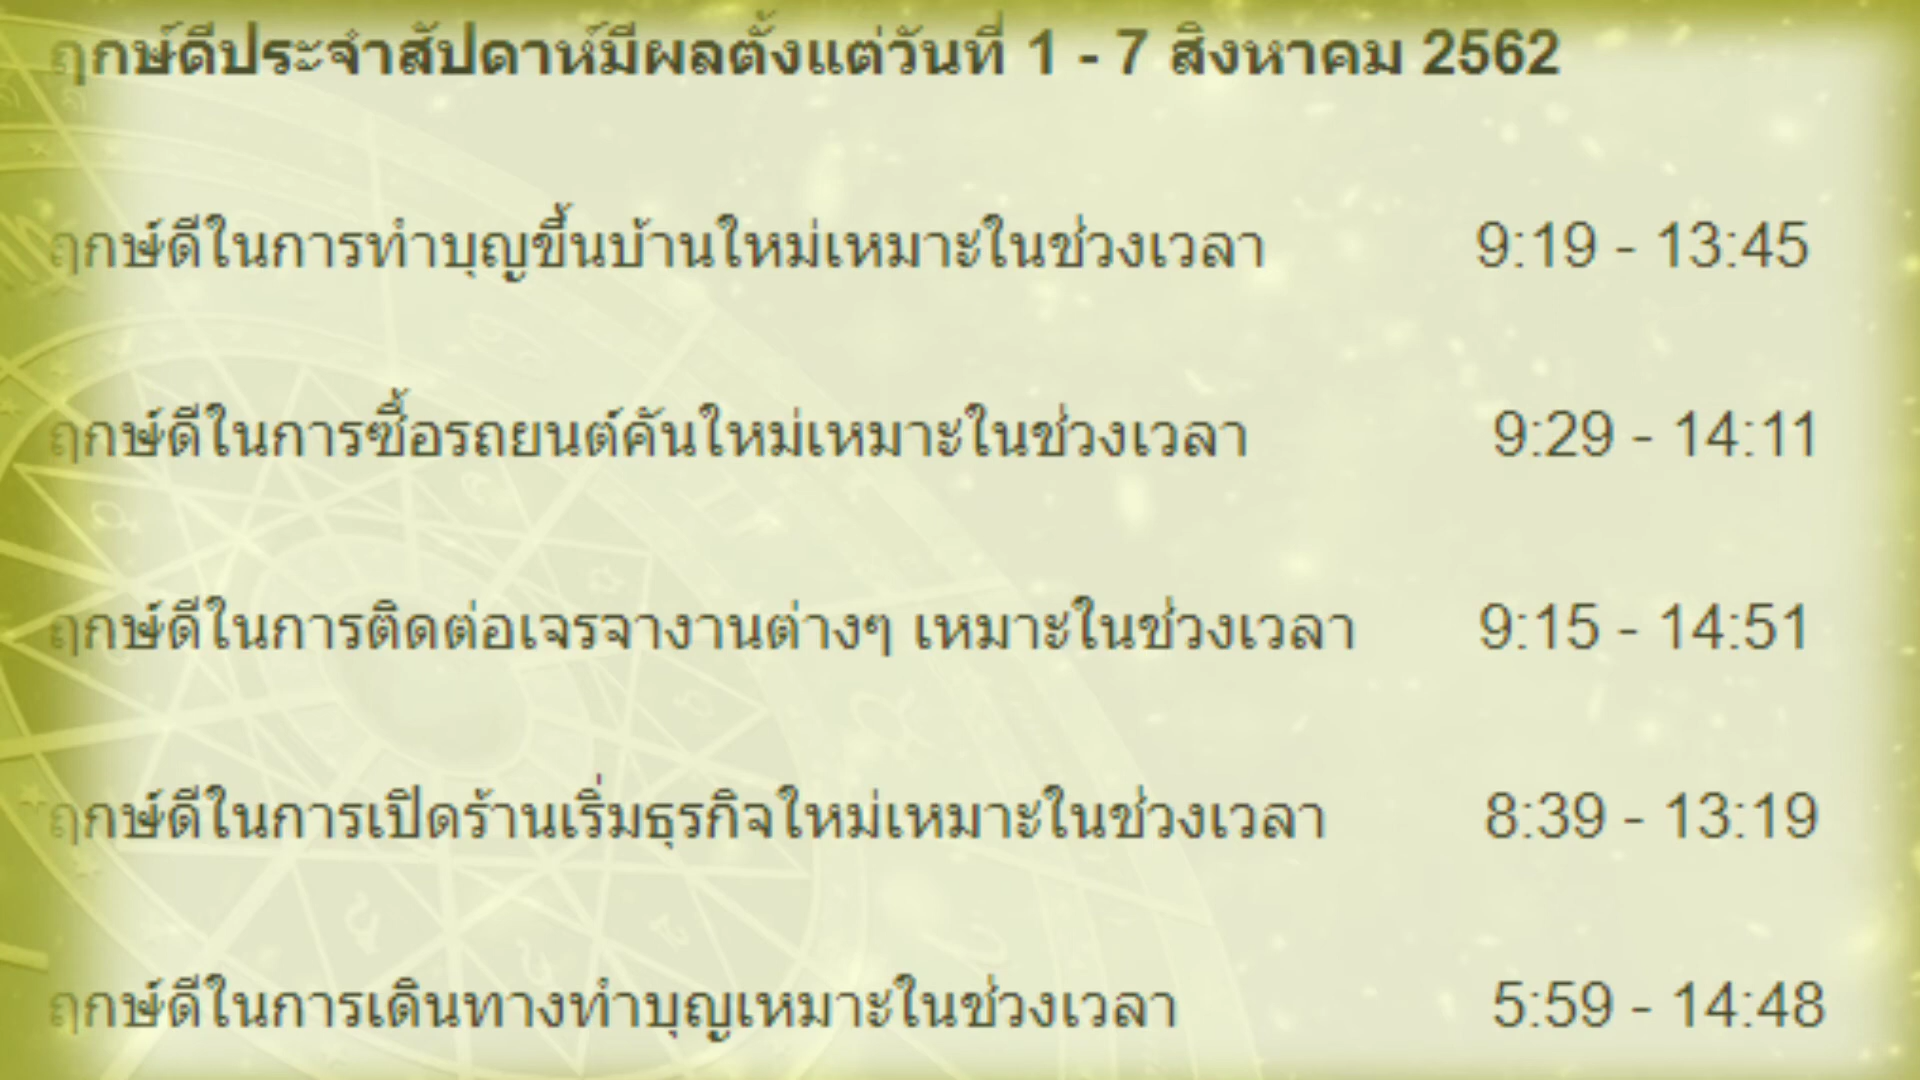 ฤกษ์ดีประจำสัปดาห์มีผลตั้งแต่วันที่ 1 - 7 สิงหาคม 2562
ฤกษ์ดีในการทำบุญขึ้นบ้านใหม่เหมาะในช่วงเวลา 9:19 - 13:45
ฤกษ์ดีในการซื้อรถยนต์คันใหม่เหมาะในช่วงเวลา 9:29 - 14:11
ฤกษ์ดีในการติดต่อเจรจางานต่างๆ เหมาะในช่วงเวลา 9:15 - 14:51
ฤกษ์ดีในการเปิดร้านเริ่มธุรกิจใหม่เหมาะในช่วงเวลา 8:39 - 13:19
ฤกษ์ดีในการเดินทางทำบุญเหมาะในช่วงเวลา 5:59 - 14:48